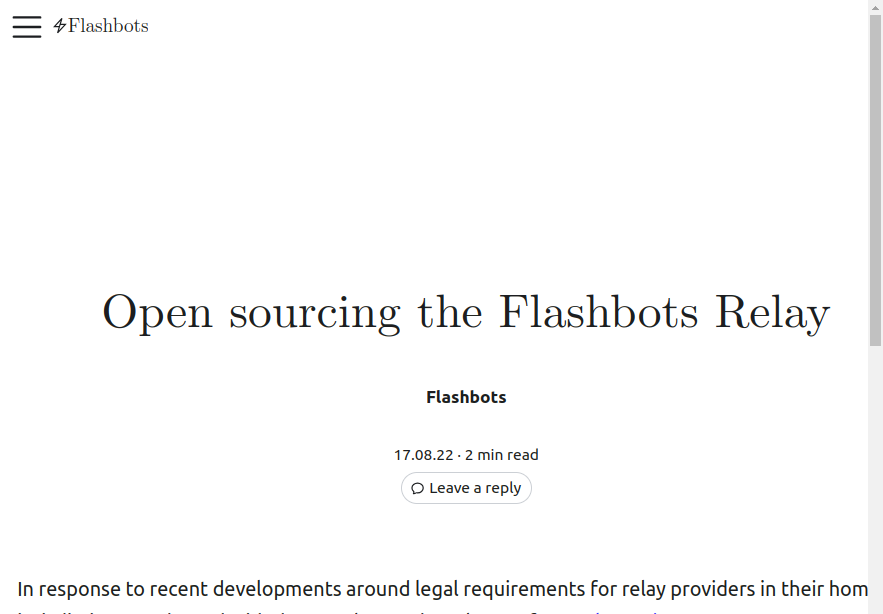 Flashbots
Open sourcing the Flashbots Relay
Flashbots
17.08.22 · 2 min read
Leave a reply
In response to recent developments around legal requirements for relay providers in their hom